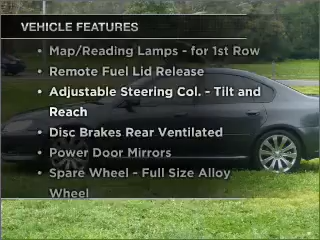 VEHICLE FEATURES
• Map/Reading Lamps - for 1st Row
• Remote Fuel Lid Release
• Adjustable Steering Col. - Tilt and
Reach
• Disc Brakes Rear Ventilated
• Power Door Mirrors
• Spare Wheel - Full Size Alloy
Wheel